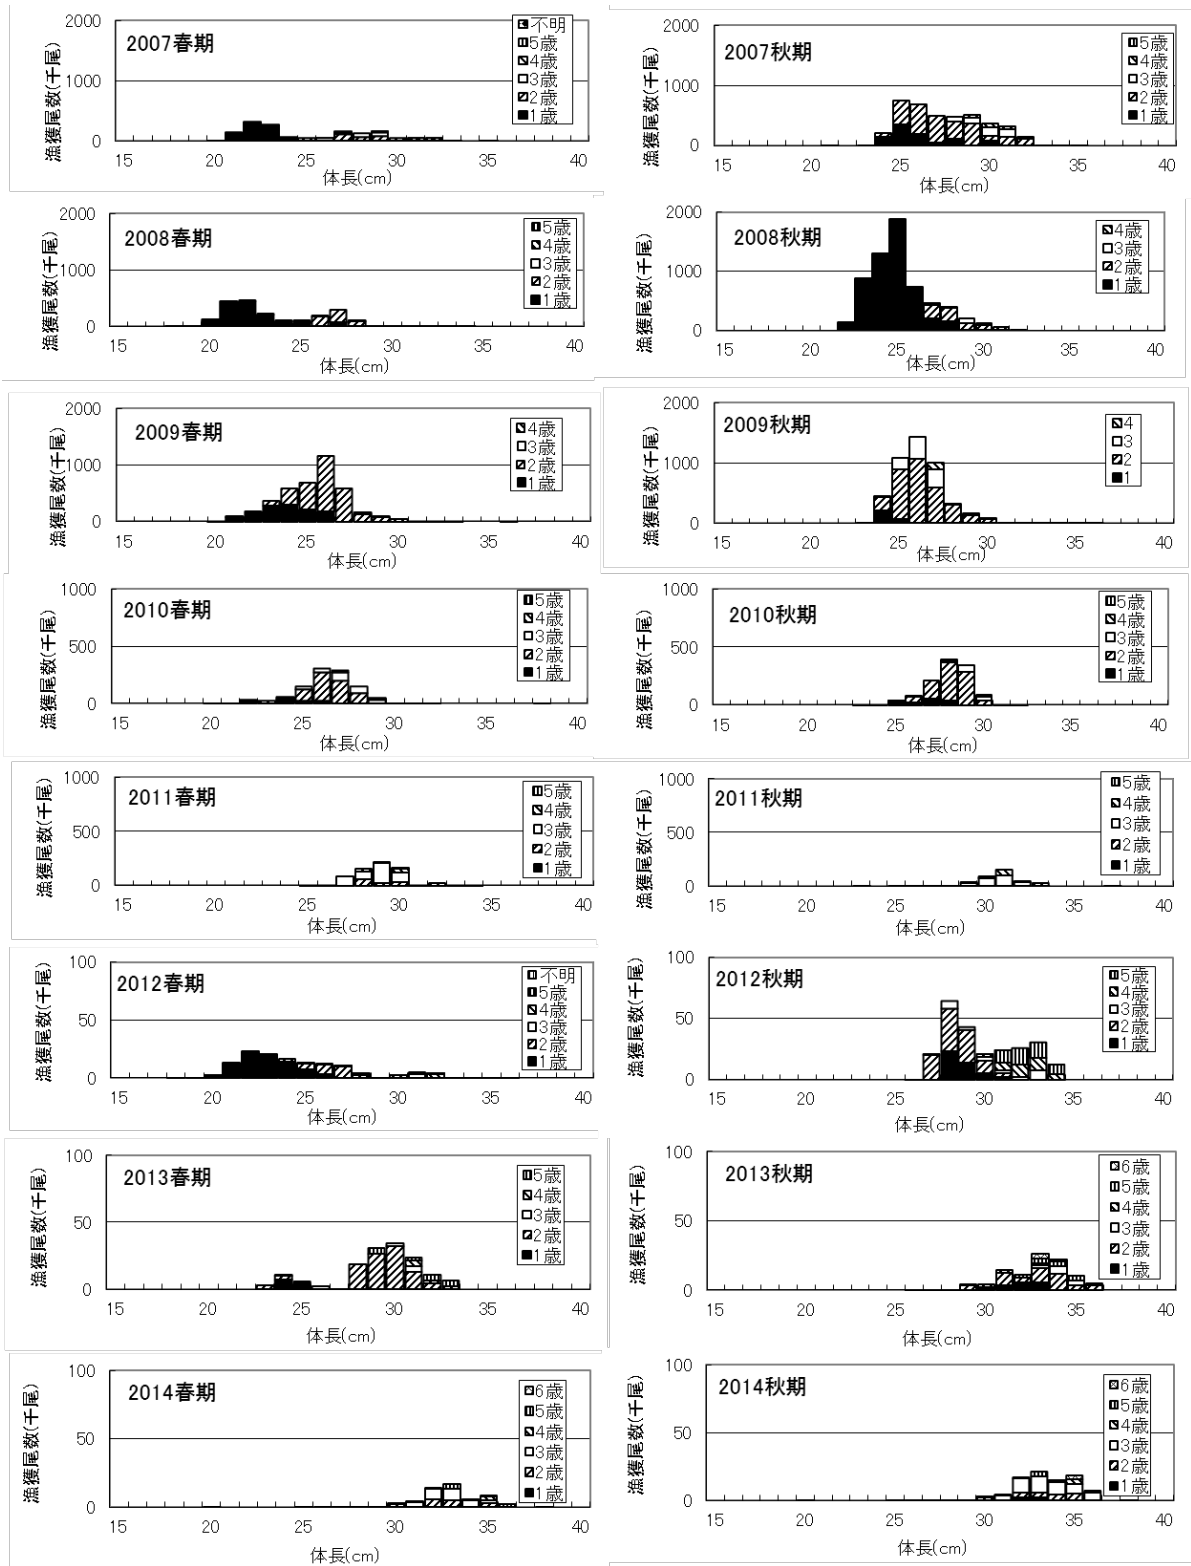 2007春期
漁獲尾数(千尾)
2000
1000
0
15 20 25 30 35 40
体長(cm)
不明
5歳
4歳
3歳
2歳
1歳
2007秋期
漁獲尾数(千尾)
2000
1000
0
15 20 25 30 35 40
体長(cm)
5歳
4歳
3歳
2歳
1歳
2008春期
漁獲尾数(千尾)
2000
1000
0
15 20 25 30 35 40
体長(cm)
5歳
4歳
3歳
2歳
1歳
2008秋期
漁獲尾数(千尾)
2000
1000
0
15 20 25 30 35 40
体長(cm)
4歳
3歳
2歳
1歳
2009春期
漁獲尾数(千尾)
2000
1000
0
15 20 25 30 35 40
体長(cm)
4歳
3歳
2歳
1歳
2009秋期
漁獲尾数(千尾)
2000
1000
0
15 20 25 30 35 40
体長(cm)
4
3
2
1
2010春期
漁獲尾数(千尾)
1000
500
0
15 20 25 30 35 40
体長(cm)
5歳
4歳
3歳
2歳
1歳
2010秋期
漁獲尾数(千尾)
1000
500
0
15 20 25 30 35 40
体長(cm)
5歳
4歳
3歳
2歳
1歳
2011春期
漁獲尾数(千尾)
1000
500
0
15 20 25 30 35 40
体長(cm)
5歳
4歳
3歳
2歳
1歳
2011秋期
漁獲尾数(千尾)
1000
500
0
15 20 25 30 35 40
体長(cm)
5歳
4歳
3歳
2歳
1歳
2012春期
漁獲尾数(千尾)
100
50
0
15 20 25 30 35 40
体長(cm)
不明
5歳
4歳
3歳
2歳
1歳
2012秋期
漁獲尾数(千尾)
100
50
0
15 20 25 30 35 40
体長(cm)
5歳
4歳
3歳
2歳
1歳
2013春期
漁獲尾数(千尾)
100
50
0
15 20 25 30 35 40
体長(cm)
5歳
4歳
3歳
2歳
1歳
2013秋期
漁獲尾数(千尾)
100
50
0
15 20 25 30 35 40
体長(cm)
6歳
5歳
4歳
3歳
2歳
1歳
2014春期
漁獲尾数(千尾)
100
50
0
15 20 25 30 35 40
体長(cm)
6歳
5歳
4歳
3歳
2歳
1歳
2014秋期
漁獲尾数(千尾)
100
50
0
15 20 25 30 35 40
体長(cm)
6歳
5歳
4歳
3歳
2歳
1歳